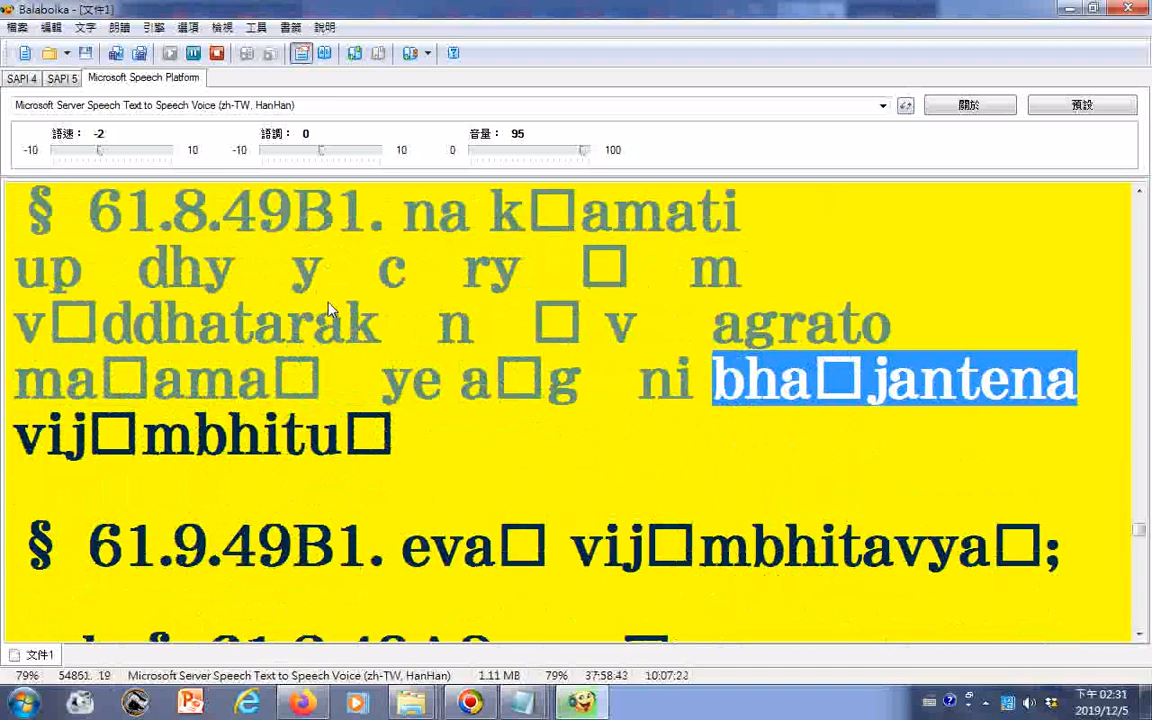 Balabolka - [文件1]
檔案 編輯 文字 朗讀 引擎 選項 檢視 工具 書籤 說明
SAPI 4 SAPI 5 Microsoft Speech Platform
Microsoft Server Speech Text to Speech Voice (zh-TW, HanHan) 關於 預設
語速： -2 語調： 0 音量： 95
-10 10 -10 10 0 100
§ 61.8.49B1. na k□amati
up dhy y c ry □ m
v□ddhatarak n □ v agrato
ma□ama□ ye a□g ni bha□jantena
vij□mbhitu□
§ 61.9.49B1. eva□ vij□mbhitavya□;
文件1
79% 54861, 19 Microsoft Server Speech Text to Speech Voice (zh-TW, HanHan) 1.11 MB 79% 37:58.43 10:07:23
下午 02:31
2019/12/5